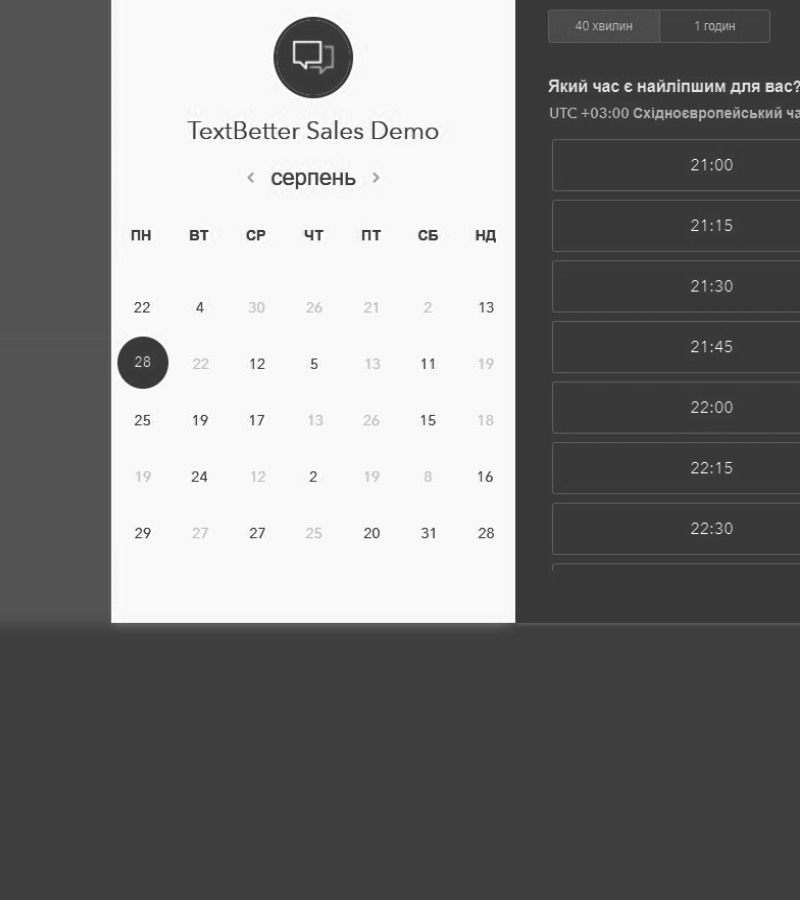 TextBetter Sales Demo
серпень
ПН ВТ СР ЧТ ПТ СБ НД
22 4 30 26 21 2 13
28 22 12 5 13 11 19
25 19 17 13 26 15 18
19 24 12 2 19 8 16
29 27 27 25 20 31 28
40 хвилин 1 годин
Який час є найліпшим для вас?
UTC +03:00 Східноєвропейський
21:00
21:15
21:30
21:45
22:00
22:15
22:30